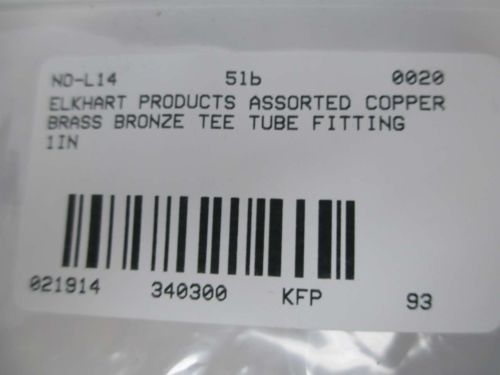 NO-L14 51b 0020
ELKHART PRODUCTS ASSORTED COPPER
BRASS BRONZE TEE TUBE FITTING
1IN
021914 340300 KFP 93